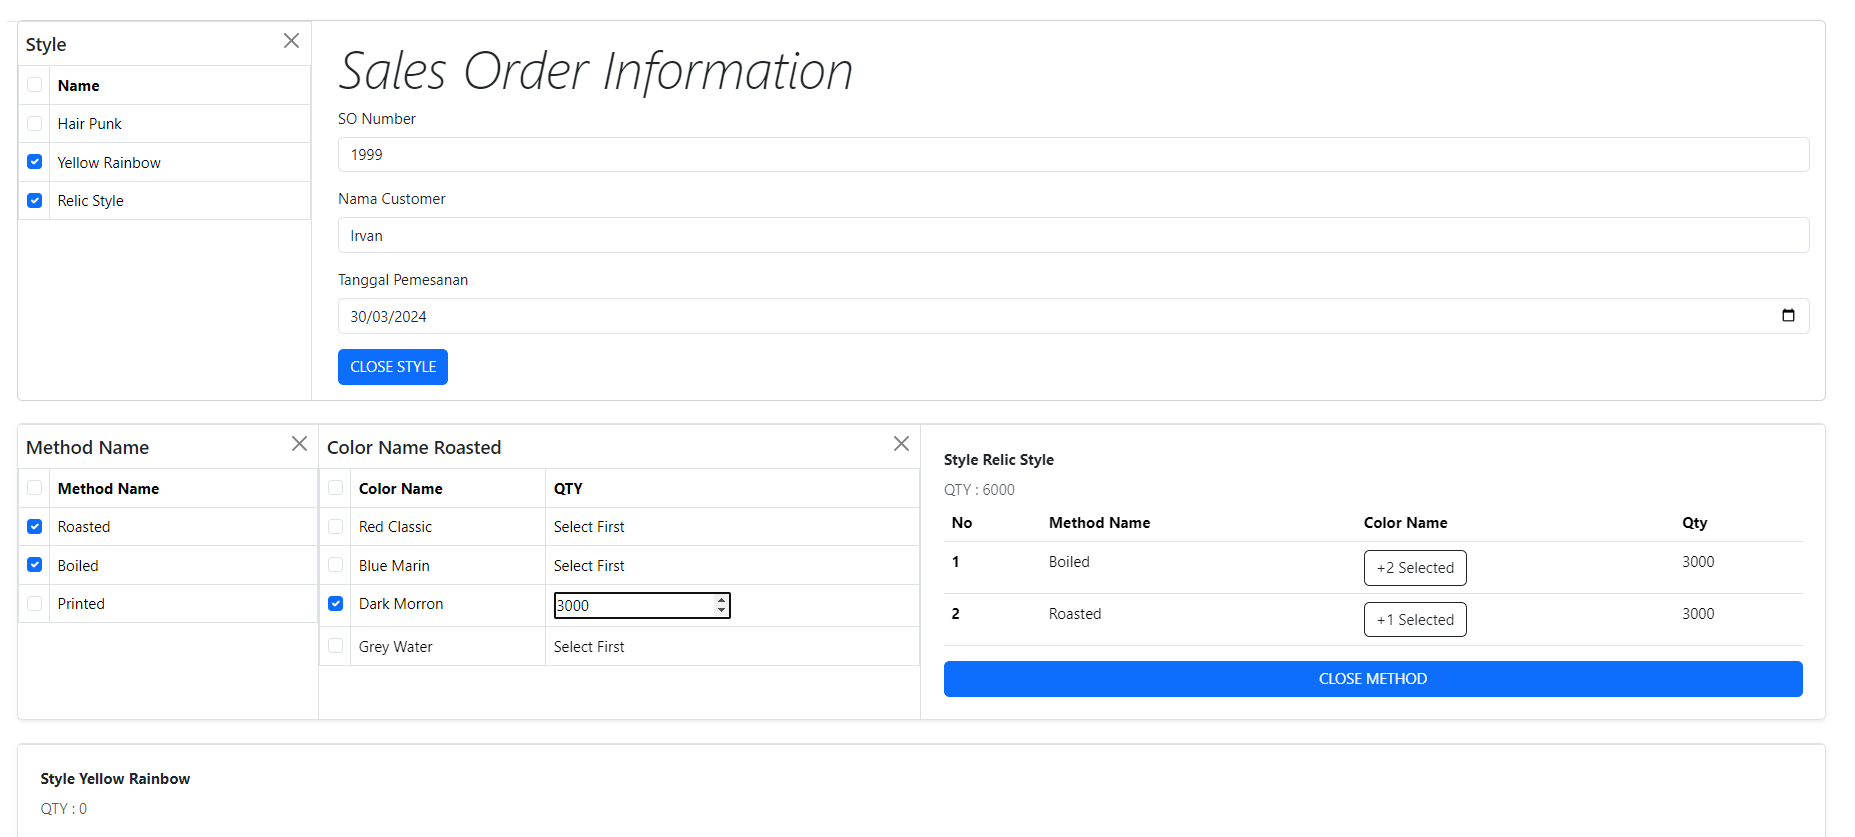 Style
Name
Hair Punk
Yellow Rainbow
Relic Style
Sales Order Information
SO Number
1999
Nama Customer
Irvan
Tanggal Pemesanan
30/03/2024
CLOSE STYLE
Method Name
Method Name
Roasted
Boiled
Printed
Color Name Roasted
Color Name QTY
Red Classic Select First
Blue Marin Select First
Dark Morron 3000
Grey Water Select First
Style Relic Style
QTY : 6000
No Method Name Color Name Qty
1 Boiled +2 Selected 3000
2 Roasted +1 Selected 3000
CLOSE METHOD
Style Yellow Rainbow
QTY : 0